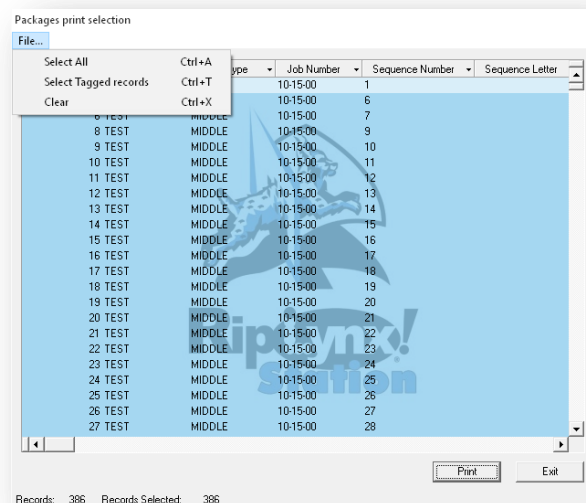 Packages print selection
File...
Select All Ctrl+A
Select Tagged records Ctrl+T
Clear Ctrl+X
ype Job Number Sequence Number Sequence Letter
10-15-00 1
10-15-00 6
6 TEST MIDDLE 10-15-00 7
8 TEST MIDDLE 10-15-00 9
9 TEST MIDDLE 10-15-00 10
10 TEST MIDDLE 10-15-00 11
11 TEST MIDDLE 10-15-00 12
12 TEST MIDDLE 10-15-00 13
13 TEST MIDDLE 10-15-00 14
14 TEST MIDDLE 10-15-00 15
15 TEST MIDDLE 10-15-00 16
16 TEST MIDDLE 10-15-00 17
17 TEST MIDDLE 10-15-00 18
18 TEST MIDDLE 10-15-00 19
19 TEST MIDDLE 10-15-00 20
20 TEST MIDDLE 10-15-00 21
21 TEST MIDDLE 10-15-00 22
22 TEST MIDDLE 10-15-00 23
23 TEST MIDDLE 10-15-00 24
24 TEST MIDDLE 10-15-00 25
25 TEST MIDDLE 10-15-00 26
26 TEST MIDDLE 10-15-00 27
27 TEST MIDDLE 10-15-00 28
RipLynx!
Station
Print Exit
Records: 386 Records Selected: 386